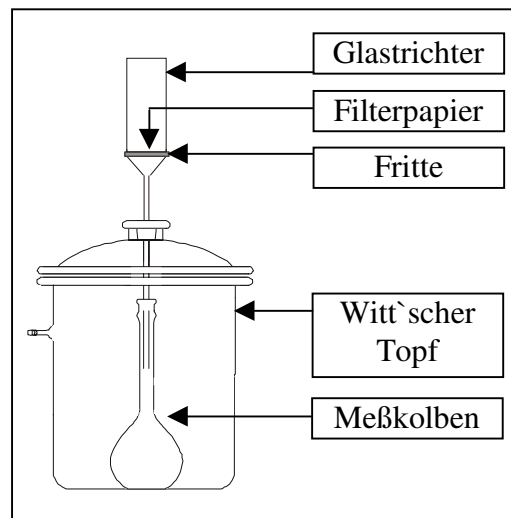 Glastrichter
Filterpapier
Fritte
Witt`scher
Topf
Meßkolben